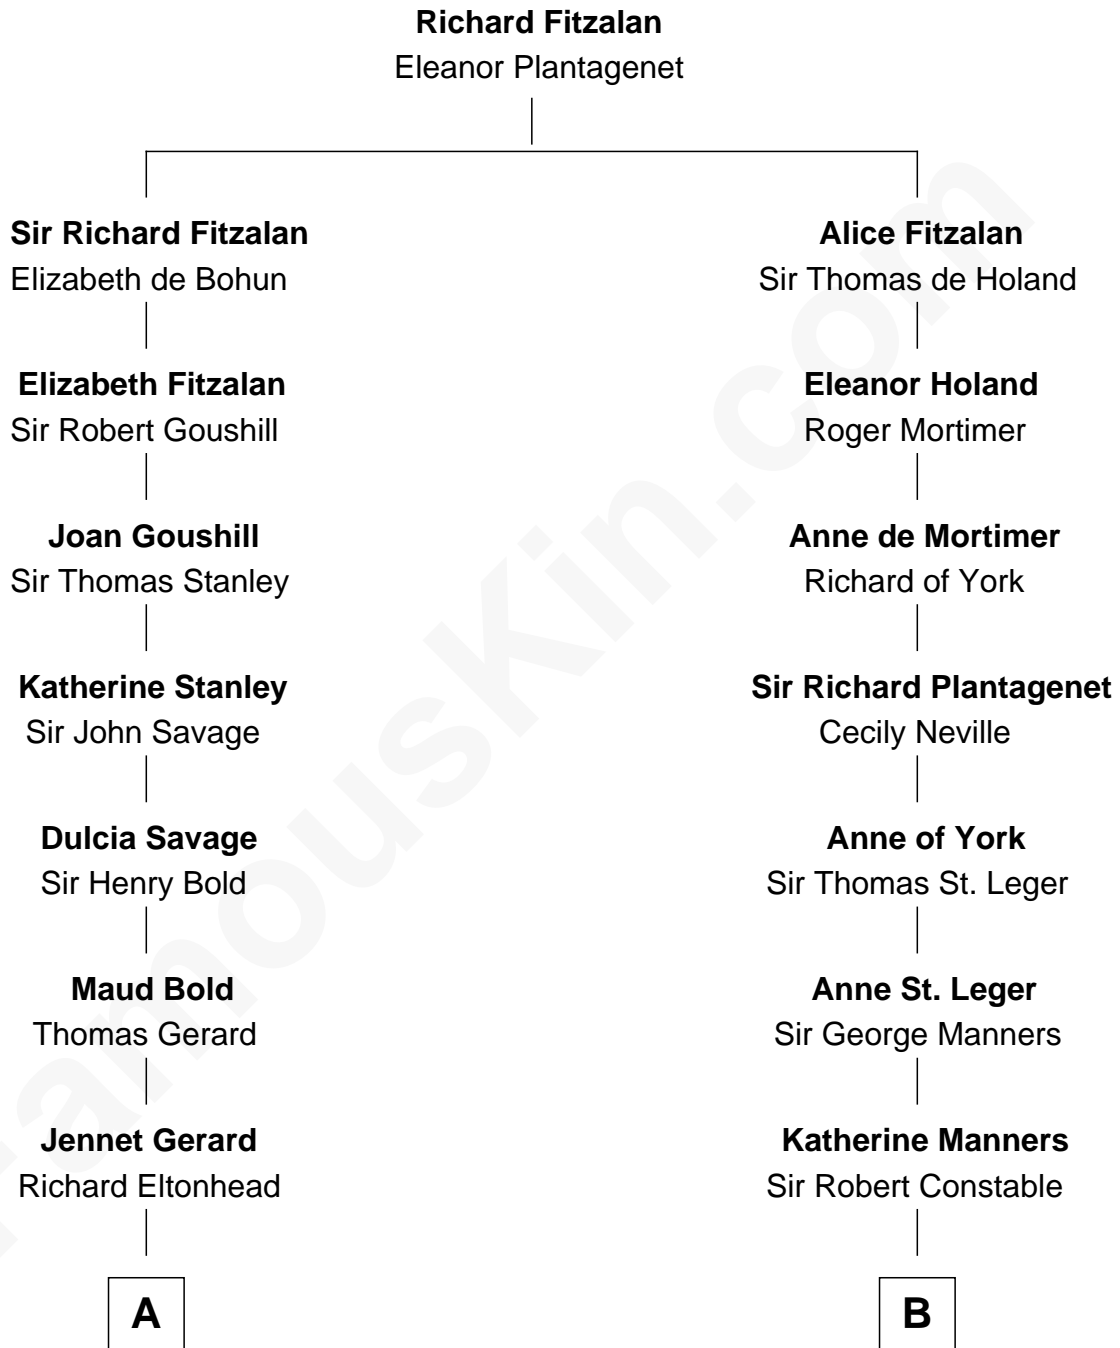 Richard Fitzalan
Eleanor Plantagenet
Sir Richard Fitzalan
Elizabeth de Bohun
Alice Fitzalan
Sir Thomas de Holand
Elizabeth Fitzalan
Sir Robert Goushill
Eleanor Holand
Roger Mortimer
Joan Goushill
Sir Thomas Stanley
Anne de Mortimer
Richard of York
Katherine Stanley
Sir John Savage
Sir Richard Plantagenet
Cecily Neville
Dulcia Savage
Sir Henry Bold
Anne of York
Sir Thomas St. Leger
Maud Bold
Thomas Gerard
Anne St. Leger
Sir George Manners
Jennet Gerard
Richard Eltonhead
Katherine Manners
Sir Robert Constable
A
B
FamousKin.com